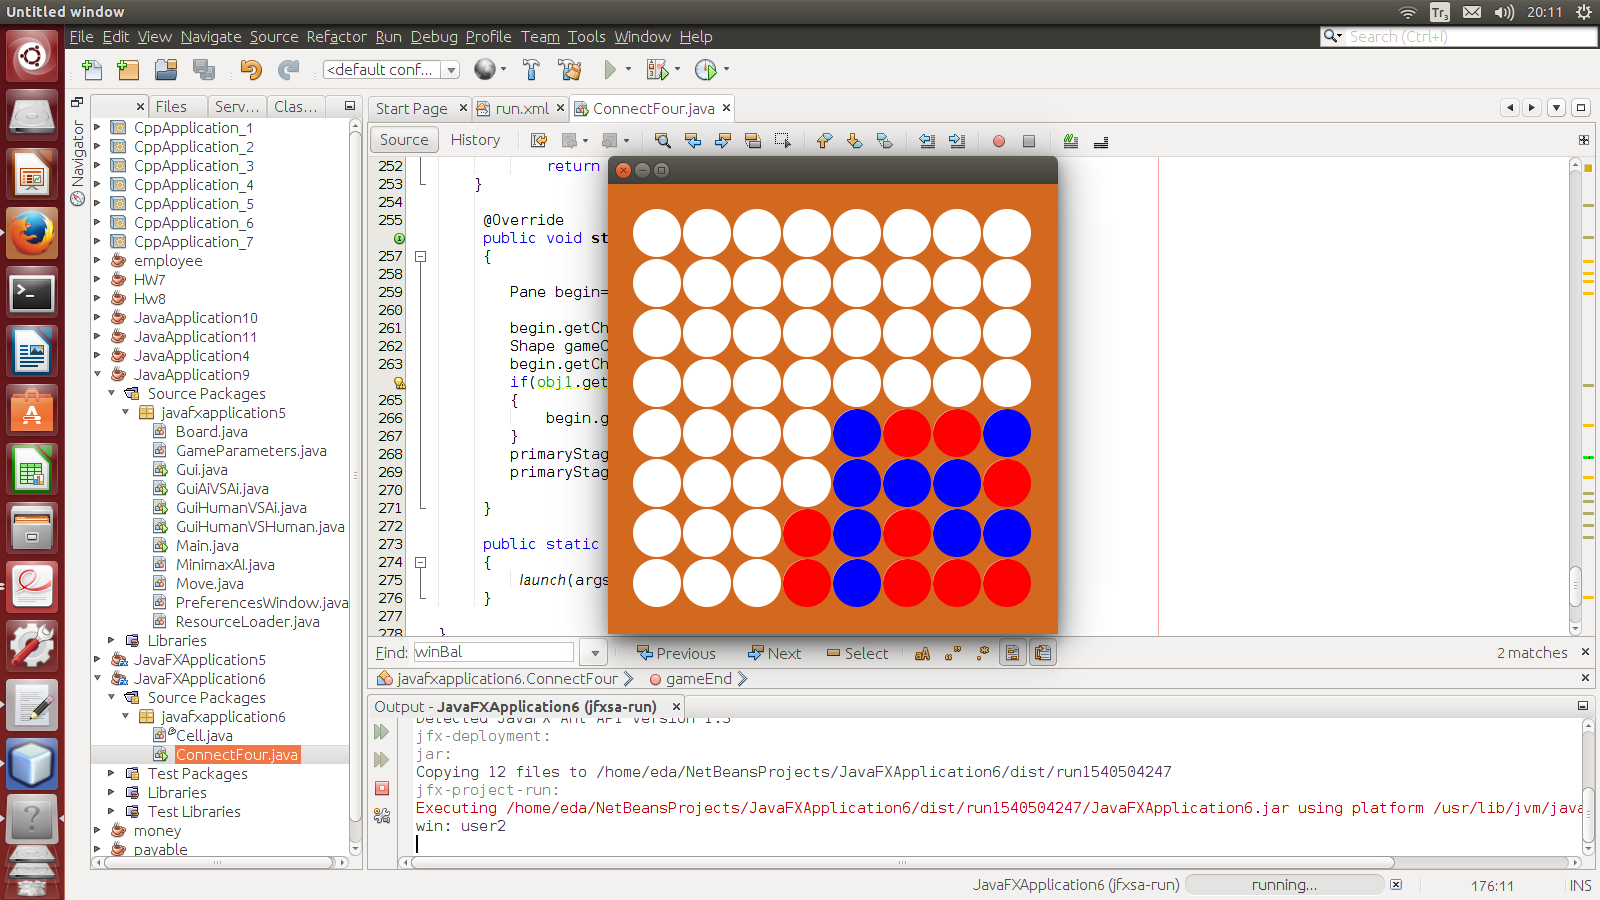 Untitled window
Tr3
20:11
File Edit View Navigate Source Refactor Run Debug Profile Team Tools Window Help
Search (Ctrl+I)
<default conf...
Files Serv... Clas...
Start Page run.xml ConnectFour.java
Navigator
Source History
CppApplication_1
CppApplication_2
CppApplication_3
CppApplication_4
CppApplication_5
CppApplication_6
CppApplication_7
employee
HW7
Hw8
JavaApplication10
JavaApplication11
JavaApplication4
JavaApplication9
Source Packages
javafxapplication5
Board.java
GameParameters.java
Gui.java
GuiAiVSAi.java
GuiHumanVSAi.java
GuiHumanVSHuman.java
Main.java
MinimaxAI.java
Move.java
PreferencesWindow.java
ResourceLoader.java
Libraries
JavaFXApplication5
JavaFXApplication6
Source Packages
javafxapplication6
Cell.java
ConnectFour.java
Test Packages
Libraries
Test Libraries
money
payable
252 return
253 }
254
255 @Override
public void st
257 {
258
259 Pane begin=
260
261 begin.getCh
262 Shape gameC
263 begin.getCh
if(obj1.get
265 {
266 begin.g
267 }
268 primaryStag
269 primaryStag
270
271 }
272
273 public static
274 {
275 launch(args
276 }
277
278 }
Find: winBal Previous Next Select 2 matches
javafxapplication6.ConnectFour gameEnd
Output - JavaFXApplication6 (jfxsa-run)
Detected JavaFX Ant API version 1.3
jfx-deployment:
jar:
Copying 12 files to /home/eda/NetBeansProjects/JavaFXApplication6/dist/run1540504247
jfx-project-run:
Executing /home/eda/NetBeansProjects/JavaFXApplication6/dist/run1540504247/JavaFXApplication6.jar using platform /usr/lib/jvm/java
win: user2
JavaFXApplication6 (jfxsa-run) running... 176:11 INS